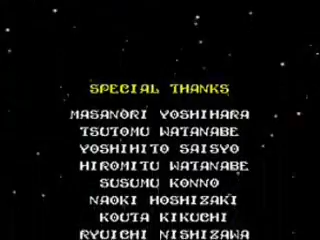 SPECIAL THANKS
MASANORI YOSHIHARA
TSUTOMU WATANABE
YOSHIHITO SAISYO
HIROMITU WATANABE
SUSUMU KONNO
NAOKI HOSHIZAKI
KOUTA KIKUCHI
RYUICHI NISHIZAWA